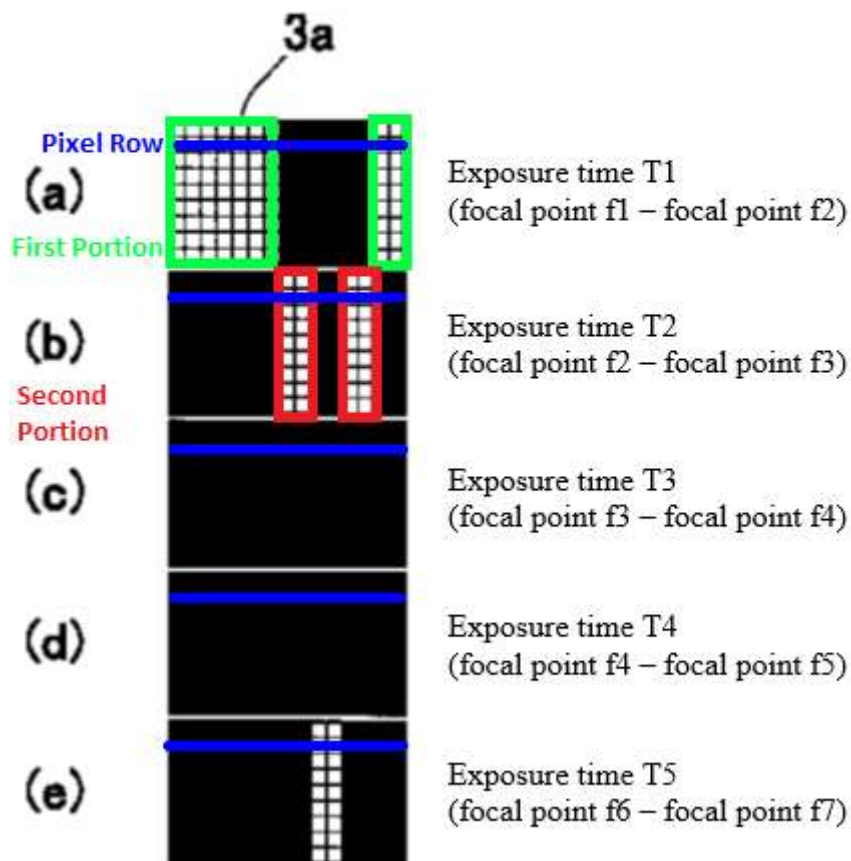 3a
Pixel Row
(a)
Exposure time T1
(focal point f1 – focal point f2)
First Portion
(b)
Exposure time T2
(focal point f2 – focal point f3)
Second
Portion
(c)
Exposure time T3
(focal point f3 – focal point f4)
(d)
Exposure time T4
(focal point f4 – focal point f5)
(e)
Exposure time T5
(focal point f6 – focal point f7)